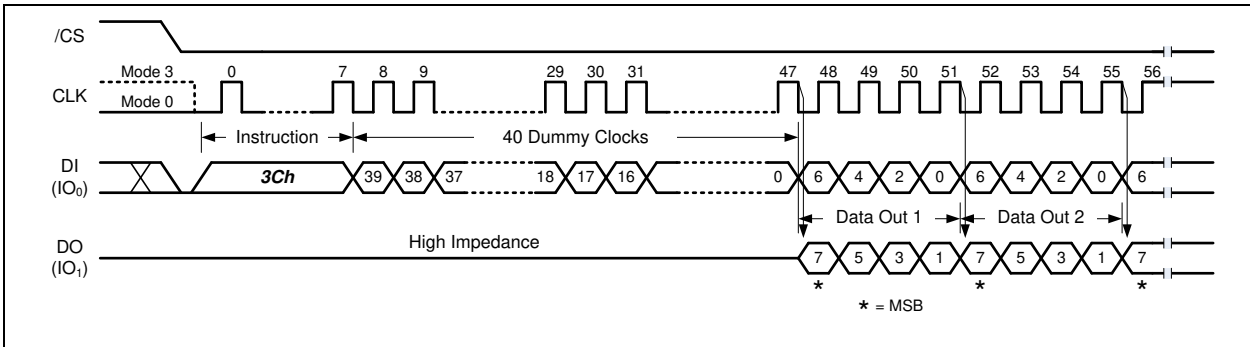 /CS
Mode 3 0 7 8 9 29 30 31 47 48 49 50 51 52 53 54 55 56
CLK
Mode 0
Instruction 40 Dummy Clocks
DI
(IO0)
3Ch 39 38 37 18 17 16 0 6 4 2 0 6 4 2 0 6
Data Out 1 Data Out 2
DO
(IO1)
High Impedance
7 5 3 1 7 5 3 1 7
* * *
* = MSB